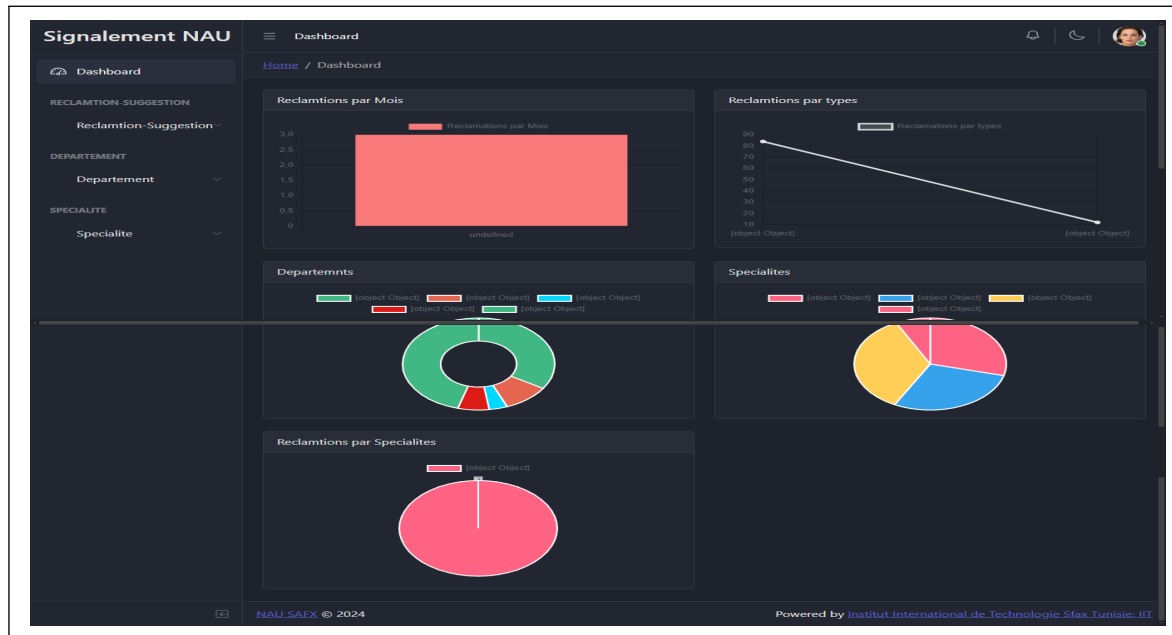 Signalement NAU
Dashboard
Home / Dashboard
Dashboard
RECLAMTION-SUGGESTION
Reclamtion-Suggestion
DEPARTEMENT
Departement
SPECIALITE
Specialite
Reclamtions par Mois
Reclamations par Mois
3,0
2,5
2,0
1,5
1,0
0,5
0
undefined
Reclamtions par types
Reclamations par types
90
80
70
60
50
40
30
20
10
[object Object] [object Object]
Departemnts
[object Object] [object Object] [object Object]
[object Object] [object Object]
Specialites
[object Object] [object Object] [object Object]
[object Object]
Reclamtions par Specialites
[object Object]
NAU SAFX © 2024
Powered by Institut International de Technologie Sfax Tunisie: IIT